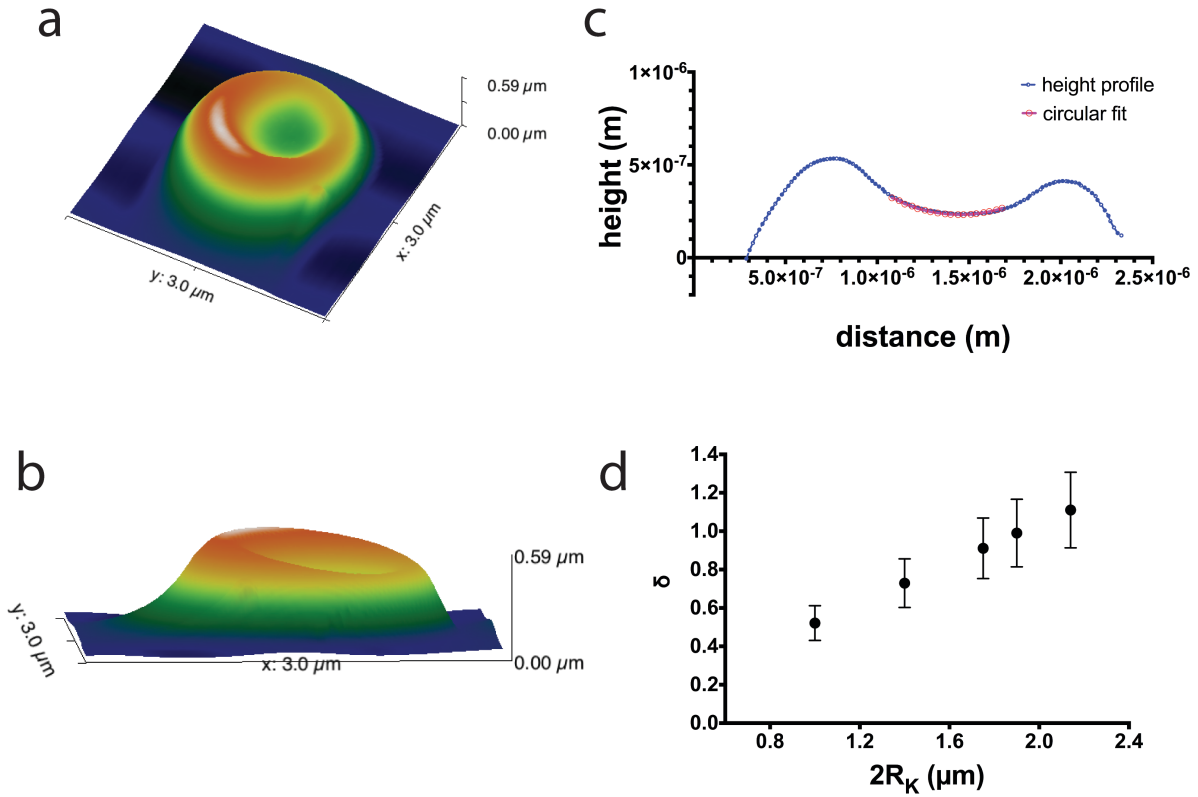 a
0.59 µm
0.00 µm
x: 3.0 µm
y: 3.0 µm
b
0.59 µm
0.00 µm
y: 3.0 µm
x: 3.0 µm
c
height profile
circular fit
1×10⁻⁶
5×10⁻⁷
0
height (m)
5.0×10⁻⁷ 1.0×10⁻⁶ 1.5×10⁻⁶ 2.0×10⁻⁶ 2.5×10⁻⁶
distance (m)
d
1.4
1.2
1.0
0.8
0.6
0.4
0.2
0.0
δ
0.8 1.2 1.6 2.0 2.4
2R_K (µm)